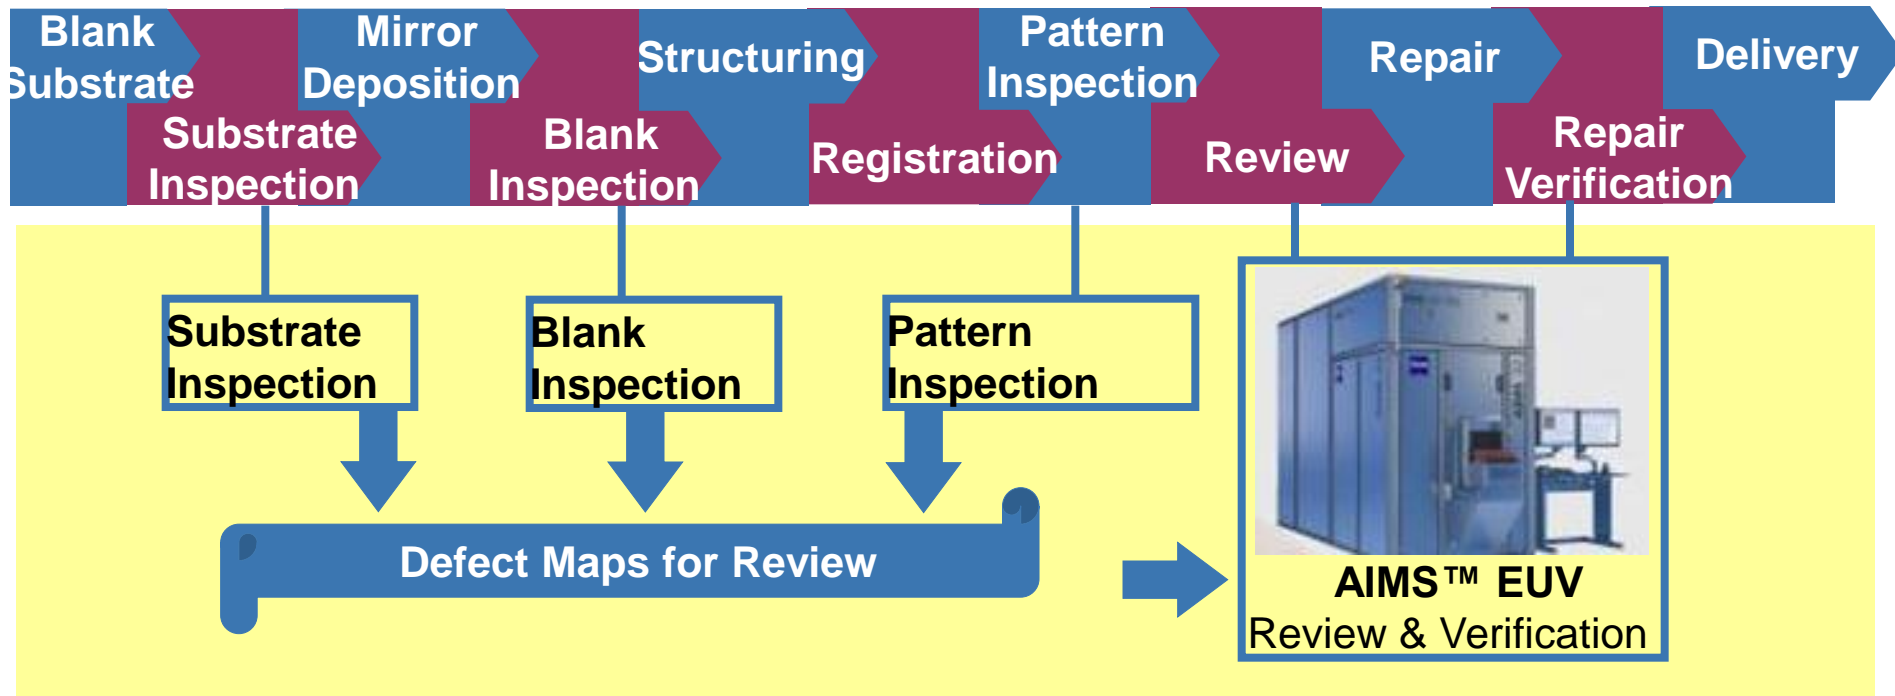 Blank
Substrate
Mirror
Deposition
Structuring
Pattern
Inspection
Repair
Delivery
Substrate
Inspection
Blank
Inspection
Registration
Review
Repair
Verification
Substrate
Inspection
Blank
Inspection
Pattern
Inspection
Defect Maps for Review
AIMS™ EUV
Review & Verification